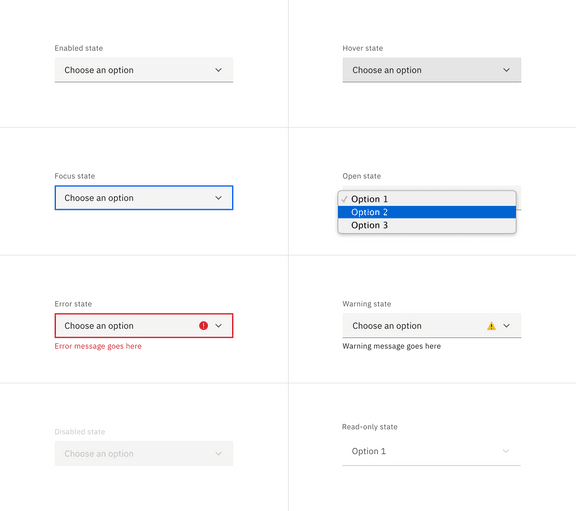 Enabled state
Choose an option
Hover state
Choose an option
Focus state
Choose an option
Open state
Option 1
Option 2
Option 3
Error state
Choose an option
Error message goes here
Warning state
Choose an option
Warning message goes here
Disabled state
Choose an option
Read-only state
Option 1